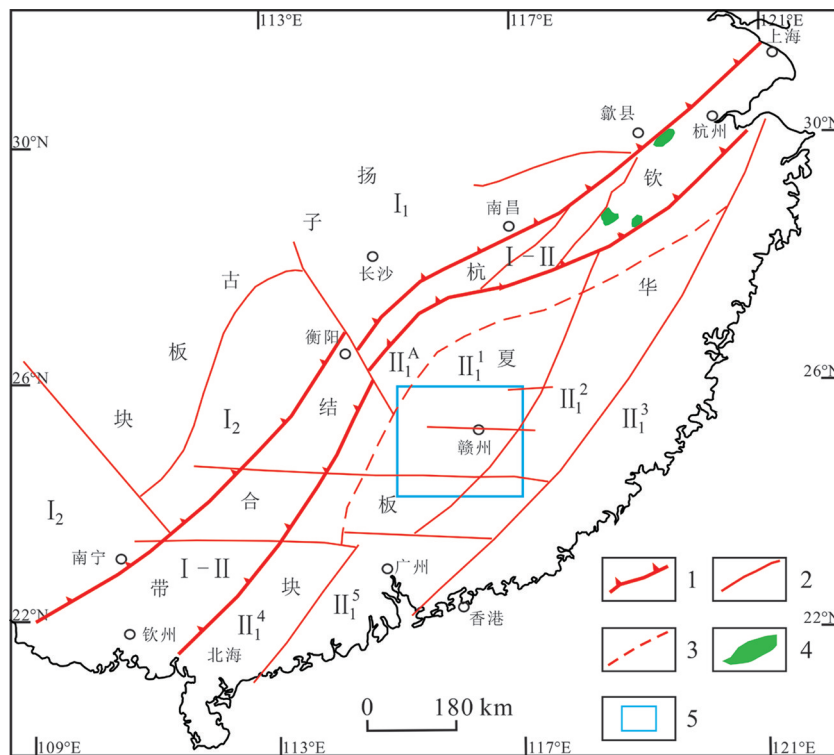 113°E
117°E
121°E
上海
歙县
杭州
30°N
30°N
钦
扬
I₁
子
南昌
I－II
杭
长沙
华
古
衡阳
板
II₁ᴬ
II₁¹
夏
26°N
26°N
块
I₂
结
II₁²
II₁³
赣州
合
板
I₂
南宁
广州
I－II
带
块
II₁⁵
II₁⁴
香港
22°N
22°N
钦州
北海
1
2
3
4
5
0
180 km
109°E
113°E
117°E
121°E